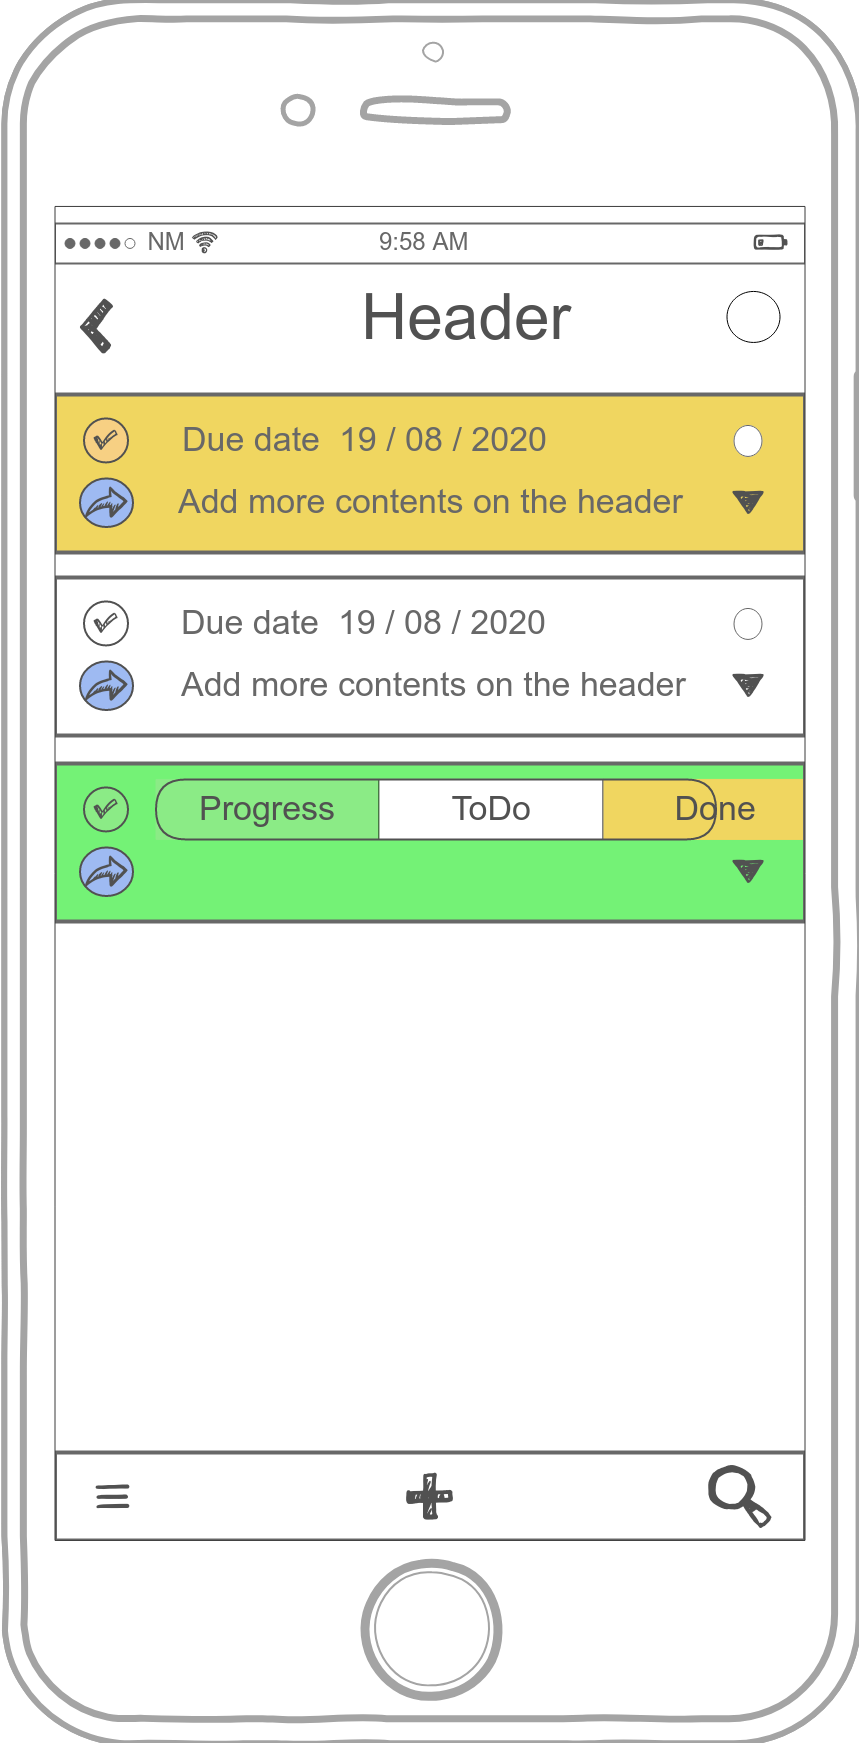 NM 9:58 AM
Header
Due date 19 / 08 / 2020
Add more contents on the header
Due date 19 / 08 / 2020
Add more contents on the header
Progress ToDo Done